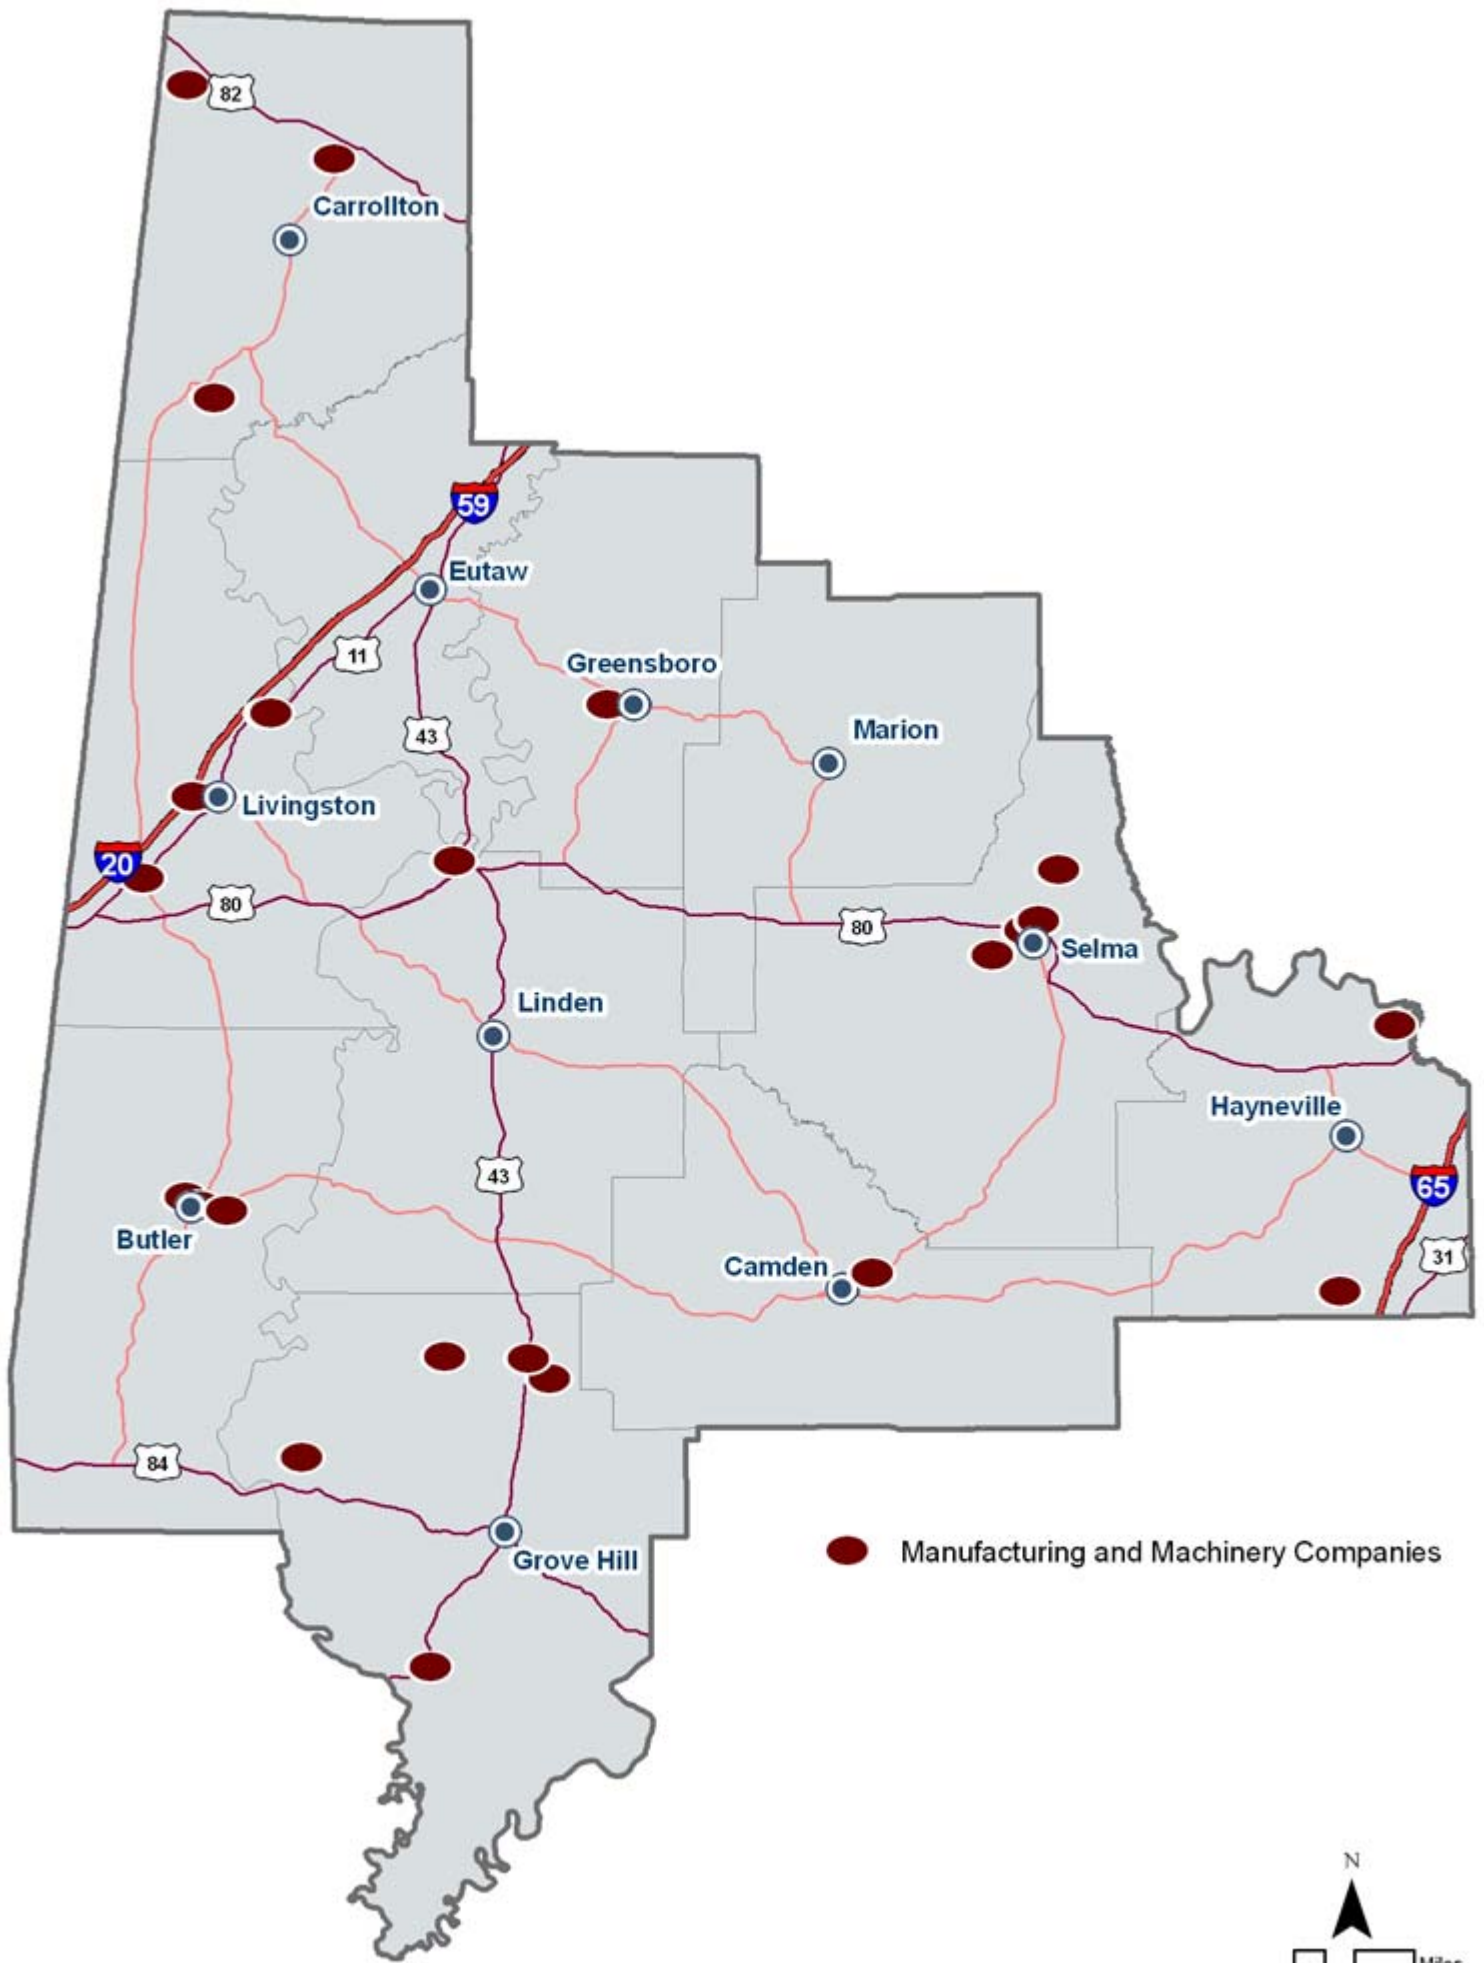 82
Carrollton
59
Eutaw
11
Greensboro
43
Marion
Livingston
20
80
80
Selma
Linden
Hayneville
43
65
Butler
31
Camden
84
Grove Hill
Manufacturing and Machinery Companies
N
Miles